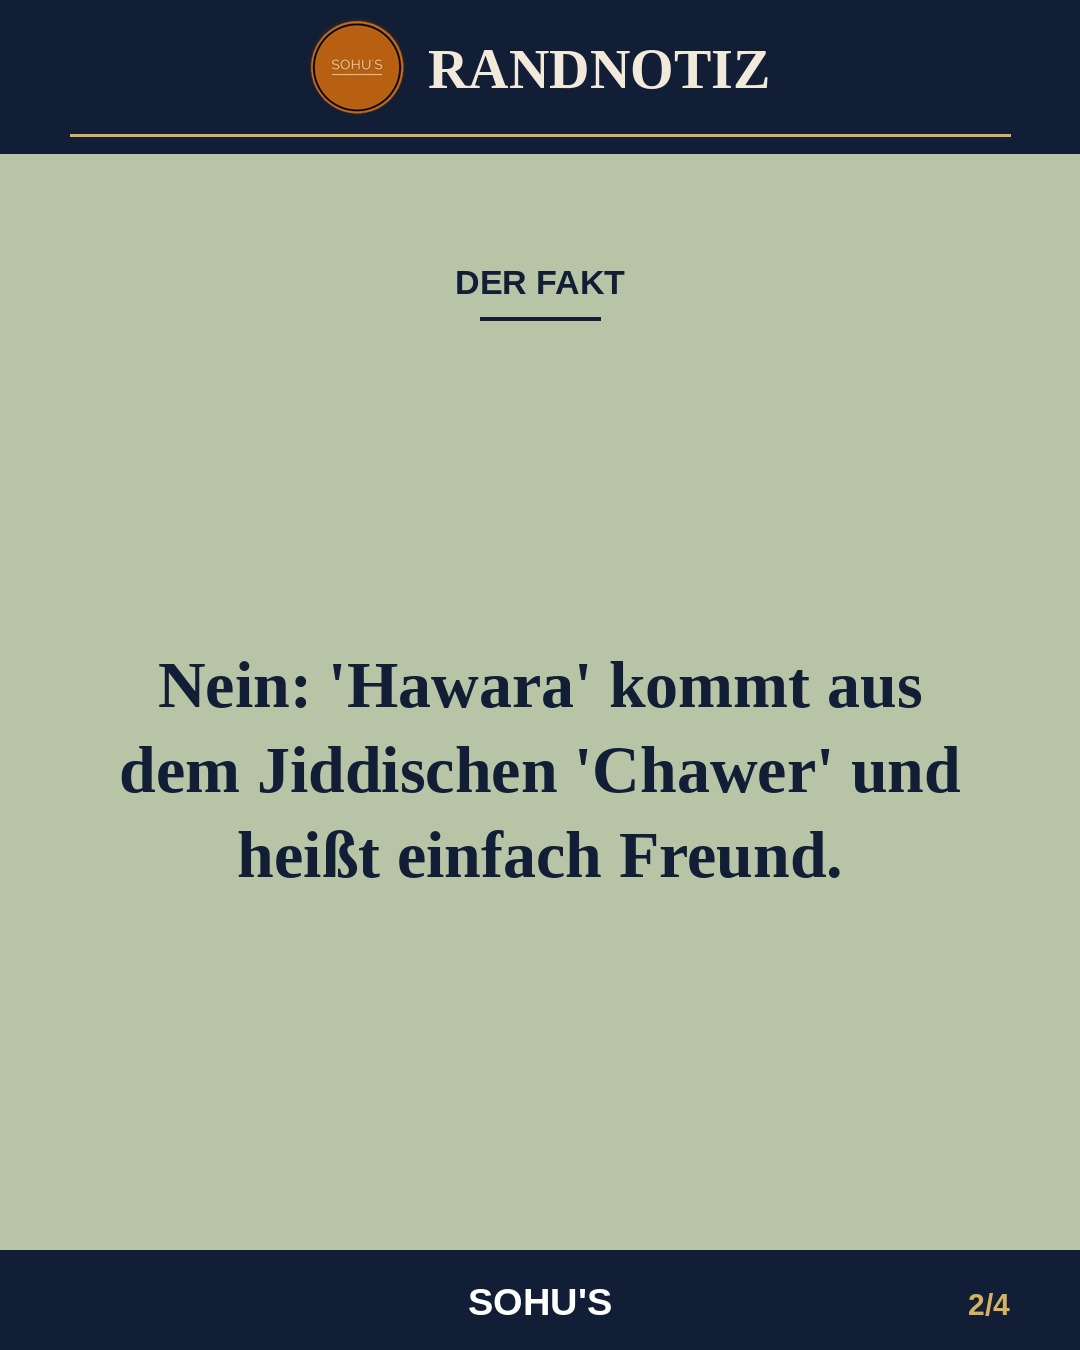 SOHU'S
RANDNOTIZ
DER FAKT
Nein: 'Hawara' kommt aus
dem Jiddischen 'Chawer' und
heißt einfach Freund.
SOHU'S
2/4